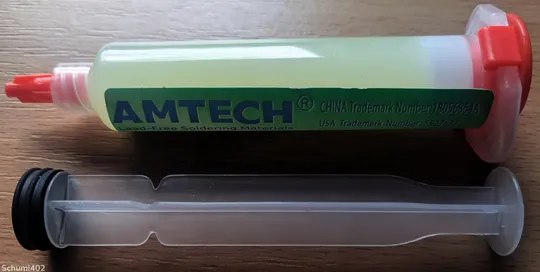 AMTECH®
Lead-Free Soldering Materials
CHINA Trademark Number
USA Trademark Number
Schumi402